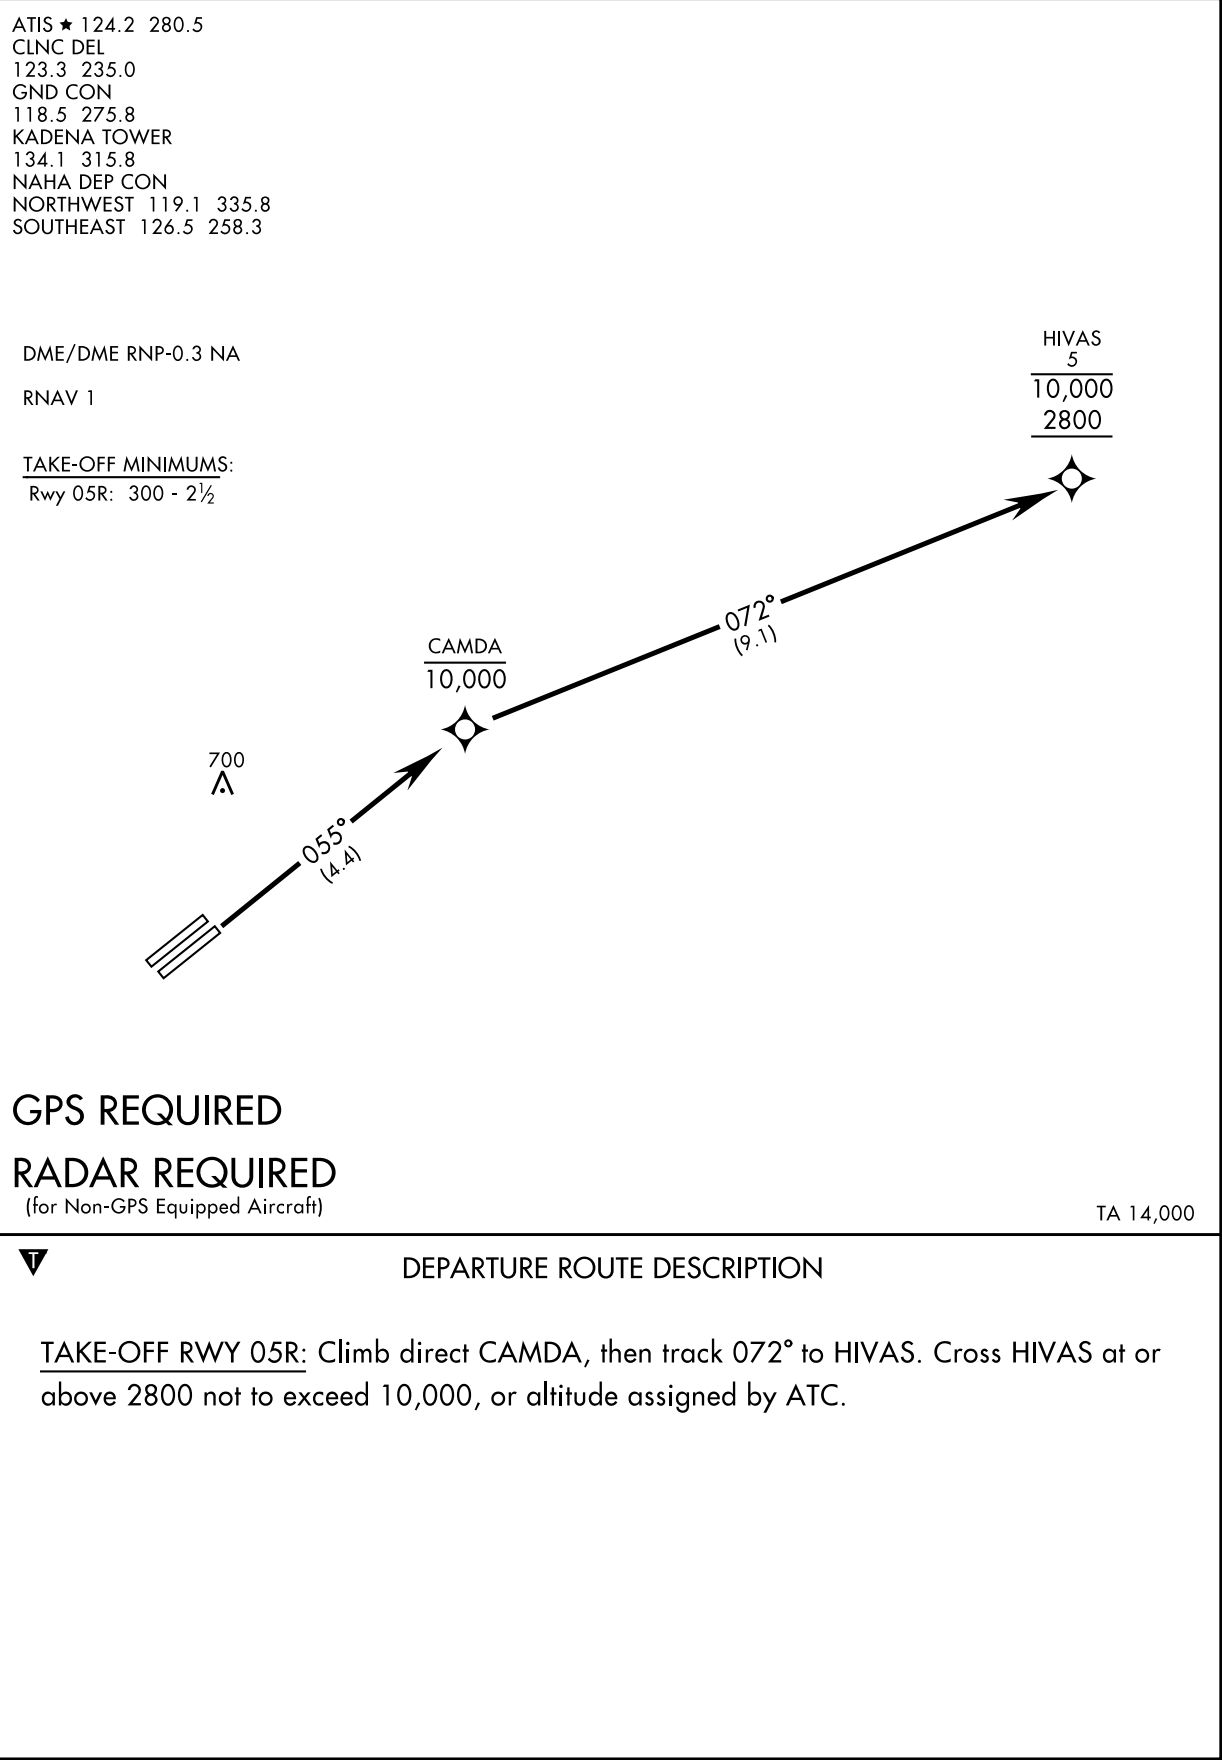 ATIS ★ 124.2 280.5
CLNC DEL
123.3 235.0
GND CON
118.5 275.8
KADENA TOWER
134.1 315.8
NAHA DEP CON
NORTHWEST 119.1 335.8
SOUTHEAST 126.5 258.3
DME/DME RNP-0.3 NA
RNAV 1
TAKE-OFF MINIMUMS:
Rwy 05R: 300 - 2½
HIVAS
5
10,000
2800
072°
(9.1)
CAMDA
10,000
700
055°
(4.4)
GPS REQUIRED
RADAR REQUIRED
(for Non-GPS Equipped Aircraft)
TA 14,000
T
DEPARTURE ROUTE DESCRIPTION
TAKE-OFF RWY 05R: Climb direct CAMDA, then track 072° to HIVAS. Cross HIVAS at or
above 2800 not to exceed 10,000, or altitude assigned by ATC.